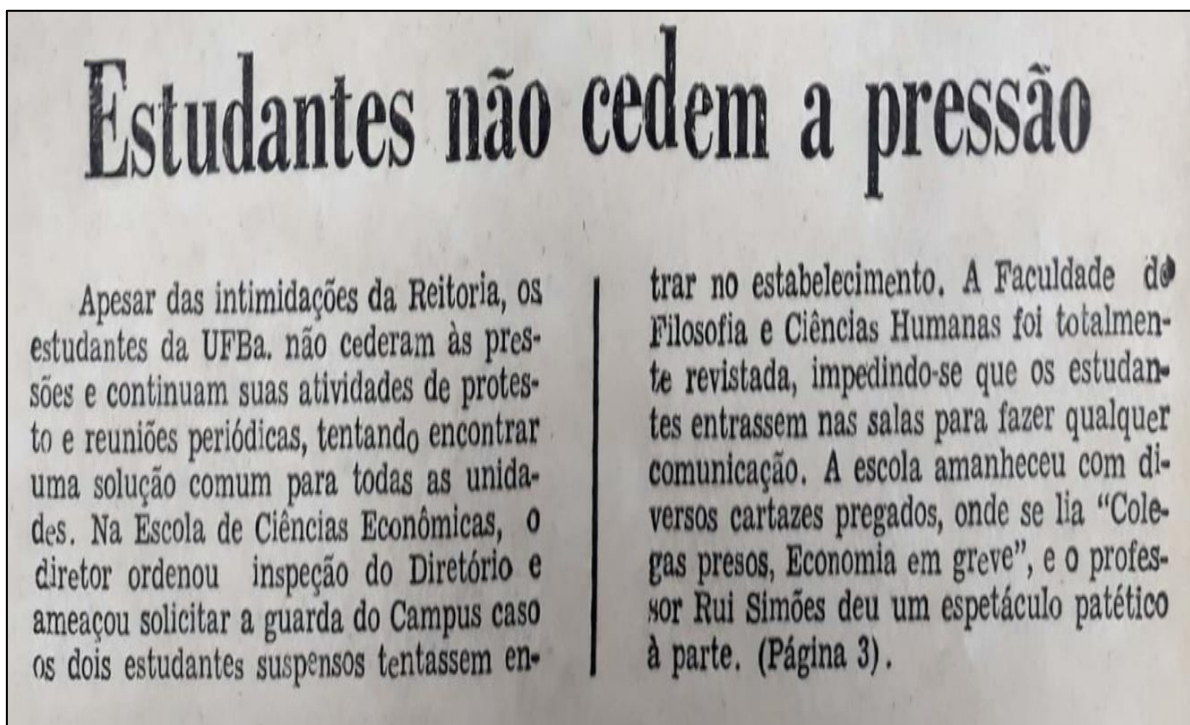 Estudantes não cedem a pressão
Apesar das intimidações da Reitoria, os
estudantes da UFBa. não cederam às pres-
sões e continuam suas atividades de protes-
to e reuniões periódicas, tentando encontrar
uma solução comum para todas as unida-
des. Na Escola de Ciências Econômicas, o
diretor ordenou inspeção do Diretório e
ameaçou solicitar a guarda do Campus caso
os dois estudantes suspensos tentassem en-
trar no estabelecimento. A Faculdade de
Filosofia e Ciências Humanas foi totalmen-
te revistada, impedindo-se que os estudan-
tes entrassem nas salas para fazer qualquer
comunicação. A escola amanheceu com di-
versos cartazes pregados, onde se lia “Cole-
gas presos, Economia em greve”, e o profes-
sor Rui Simões deu um espetáculo patético
à parte. (Página 3).